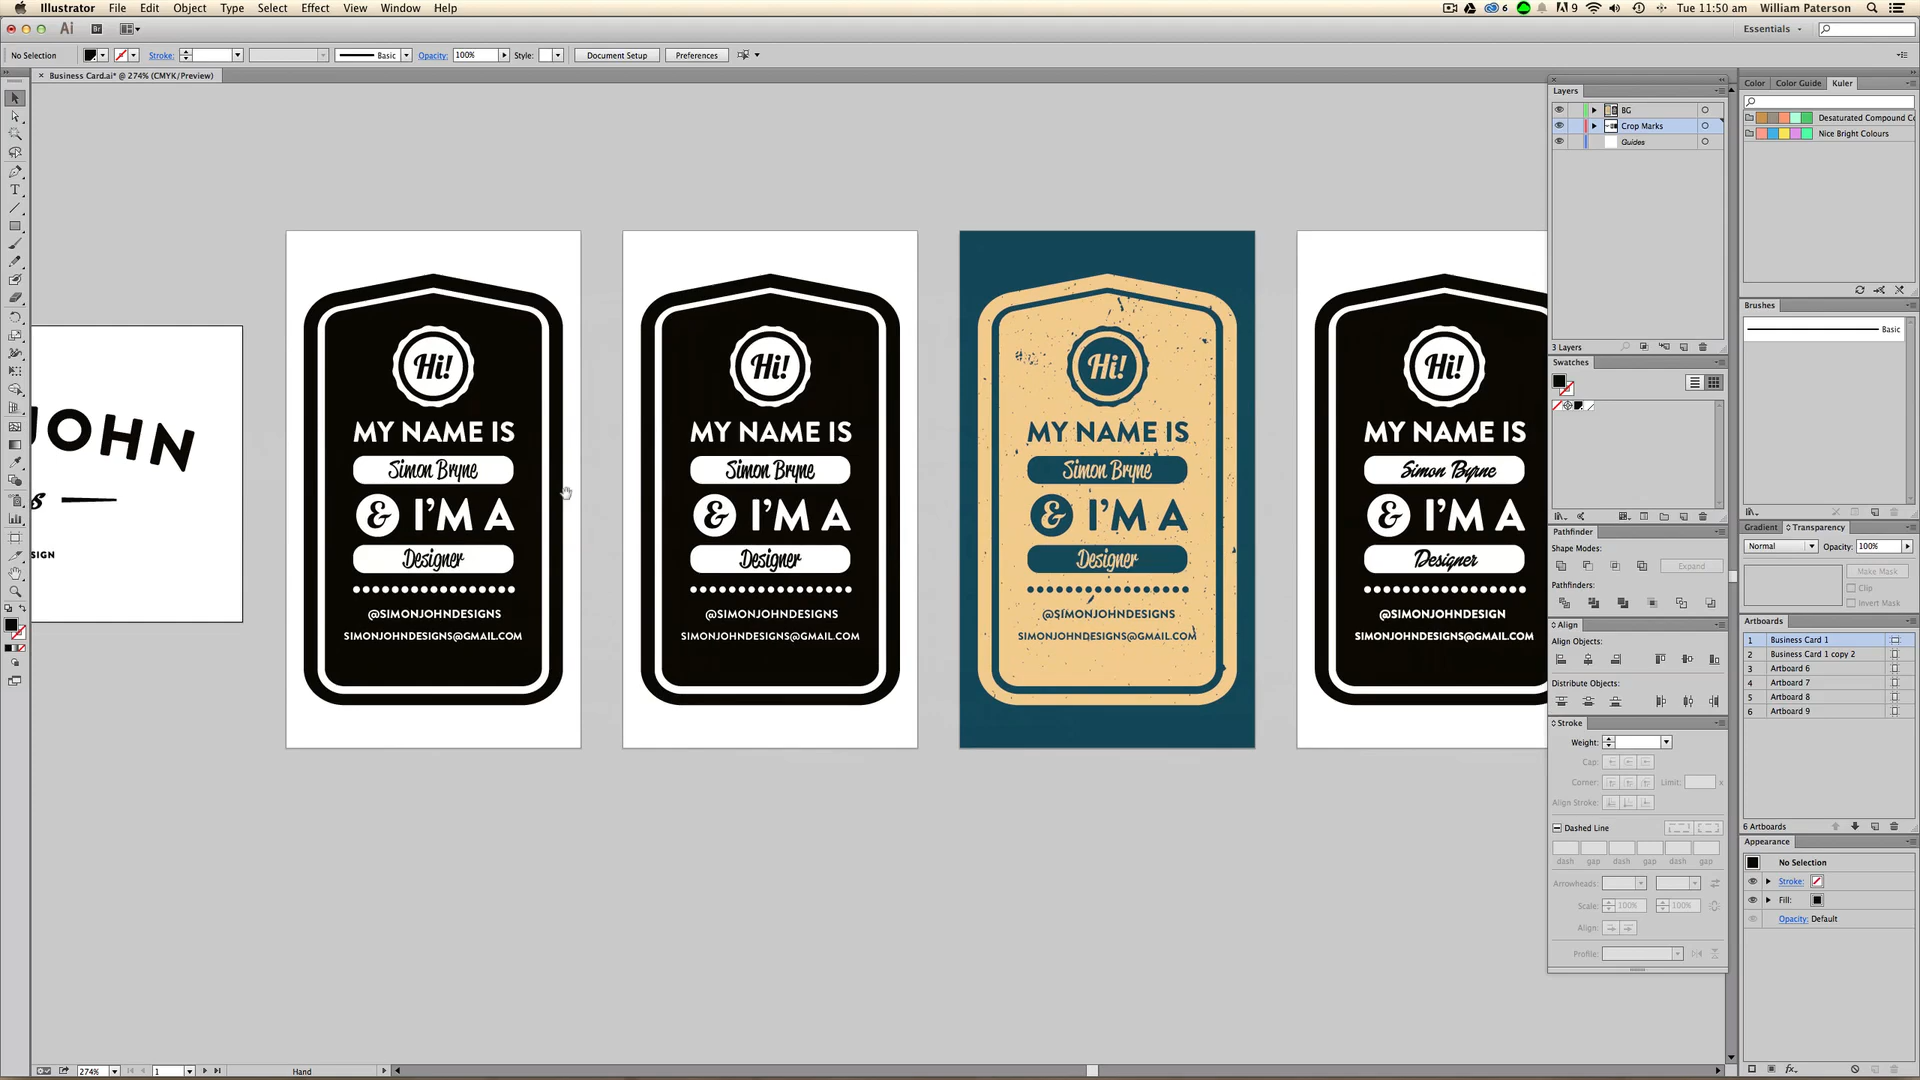 Illustrator File Edit Object Type Select Effect View Window Help
6
9
Tue 11:50 am William Paterson
Ai
Br
Essentials
No Selection
Stroke:
Basic
Opacity: 100%
Style:
Document Setup
Preferences
× Business Card.ai* @ 274% (CMYK/Preview)
JOHN
s
SIGN
Hi!
MY NAME IS
Simon Bryne
& I'M A
Designer
@SIMONJOHNDESIGNS
SIMONJOHNDESIGNS@GMAIL.COM
Hi!
MY NAME IS
Simon Bryne
& I'M A
Designer
@SIMONJOHNDESIGNS
SIMONJOHNDESIGNS@GMAIL.COM
Hi!
MY NAME IS
Simon Bryne
& I'M A
Designer
@SIMONJOHNDESIGNS
SIMONJOHNDESIGNS@GMAIL.COM
Hi!
MY NAME IS
Simon Byrne
& I'M A
Designer
@SIMONJOHNDESIGN
SIMONJOHNDESIGNS@GMAIL.COM
Layers
BG
Crop Marks
Guides
3 Layers
Swatches
Pathfinder
Shape Modes:
Expand
Pathfinders:
Align
Align Objects:
Distribute Objects:
Stroke
Weight:
Cap:
Corner:
Limit:
x
Align Stroke:
Dashed Line
dash gap dash gap dash gap
Arrowheads:
Scale: 100% 100%
Align:
Profile:
Color Color Guide Kuler
Desaturated Compound Co
Nice Bright Colours
Brushes
Basic
Gradient Transparency
Normal
Opacity: 100%
Make Mask
Clip
Invert Mask
Artboards
1 Business Card 1
2 Business Card 1 copy 2
3 Artboard 6
4 Artboard 7
5 Artboard 8
6 Artboard 9
6 Artboards
Appearance
No Selection
Stroke:
Fill:
Opacity: Default
fx
274%
1
Hand